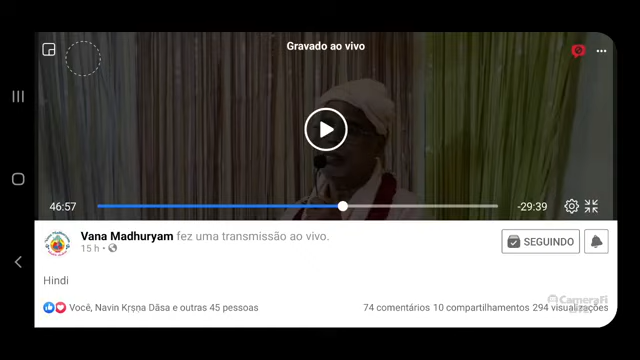 Gravado ao vivo
46:57
-29:39
Vana Madhuryam fez uma transmissão ao vivo.
SEGUINDO
15 h
Hindi
Você, Navin Kṛṣṇa Dāsa e outras 45 pessoas
74 comentários 10 compartilhamentos 294 visualizações
CameraFi